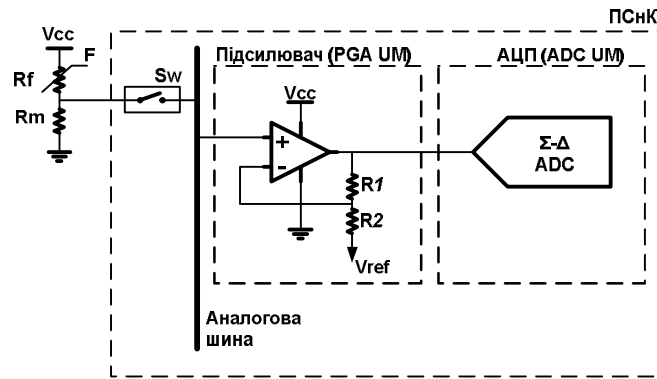 ПСнК
Vcc
F
Rf
Rm
Sw
Підсилювач (PGA UM)
АЦП (ADC UM)
Vcc
+
-
R1
R2
Vref
Σ-Δ
ADC
Аналогова
шина